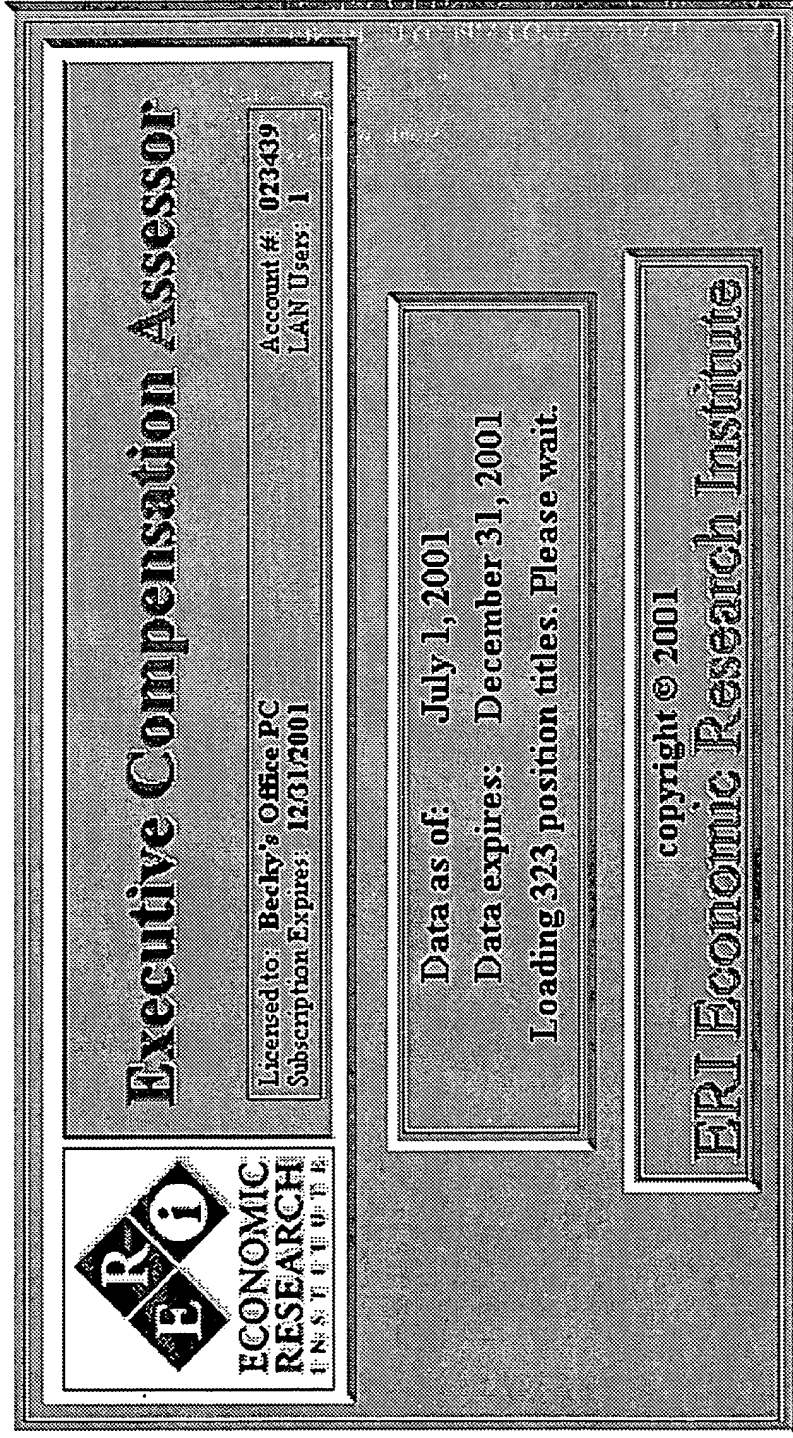 E R i
ECONOMIC
RESEARCH
INSTITUTE
Executive Compensation Assessor
Licensed to: Becky's Office PC Account #: 023439
Subscription Expires: 12/31/2001 LAN Users: 1
Data as of: July 1, 2001
Data expires: December 31, 2001
Loading 323 position titles. Please wait.
copyright © 2001
ERI Economic Research Institute